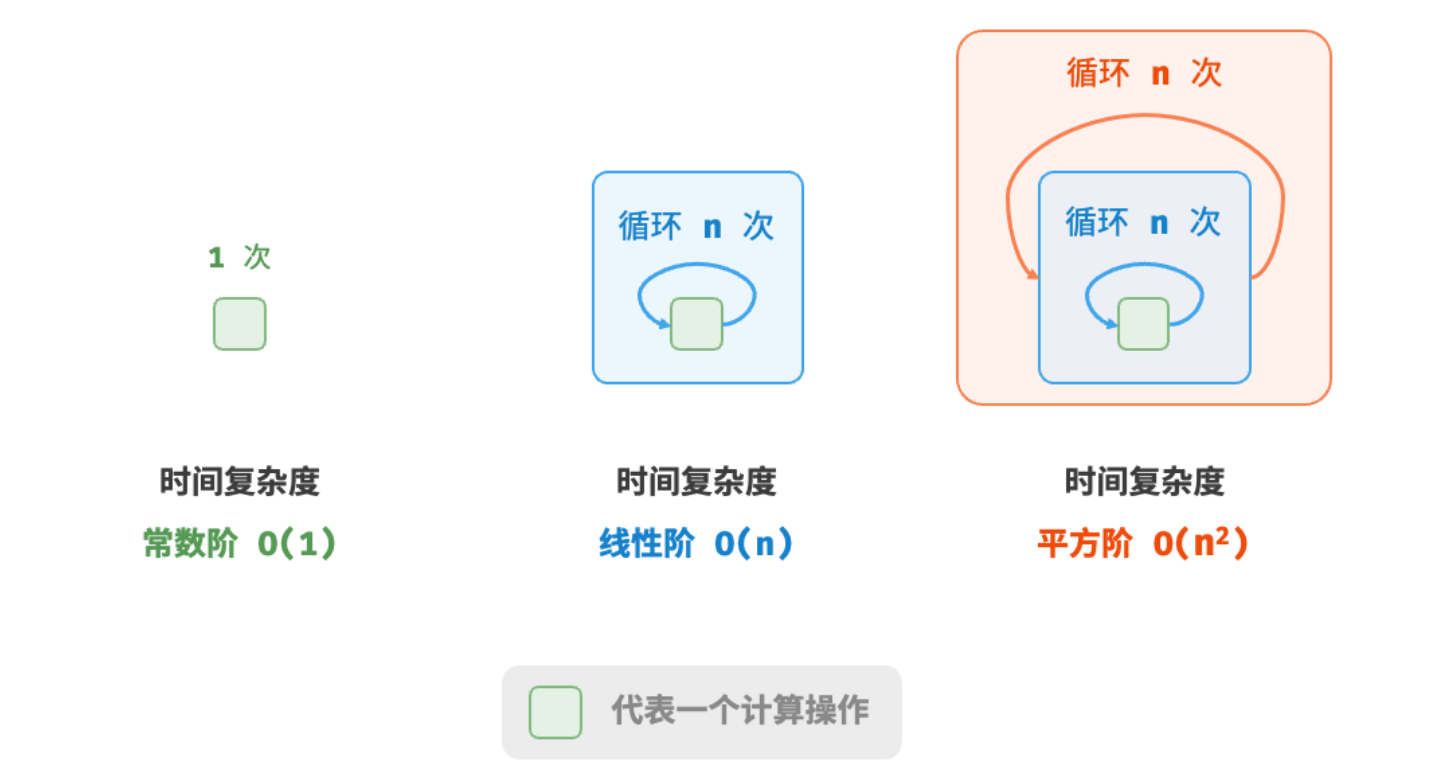 1 次
时间复杂度
常数阶 O(1)
循环 n 次
时间复杂度
线性阶 O(n)
循环 n 次
循环 n 次
时间复杂度
平方阶 O(n²)
代表一个计算操作